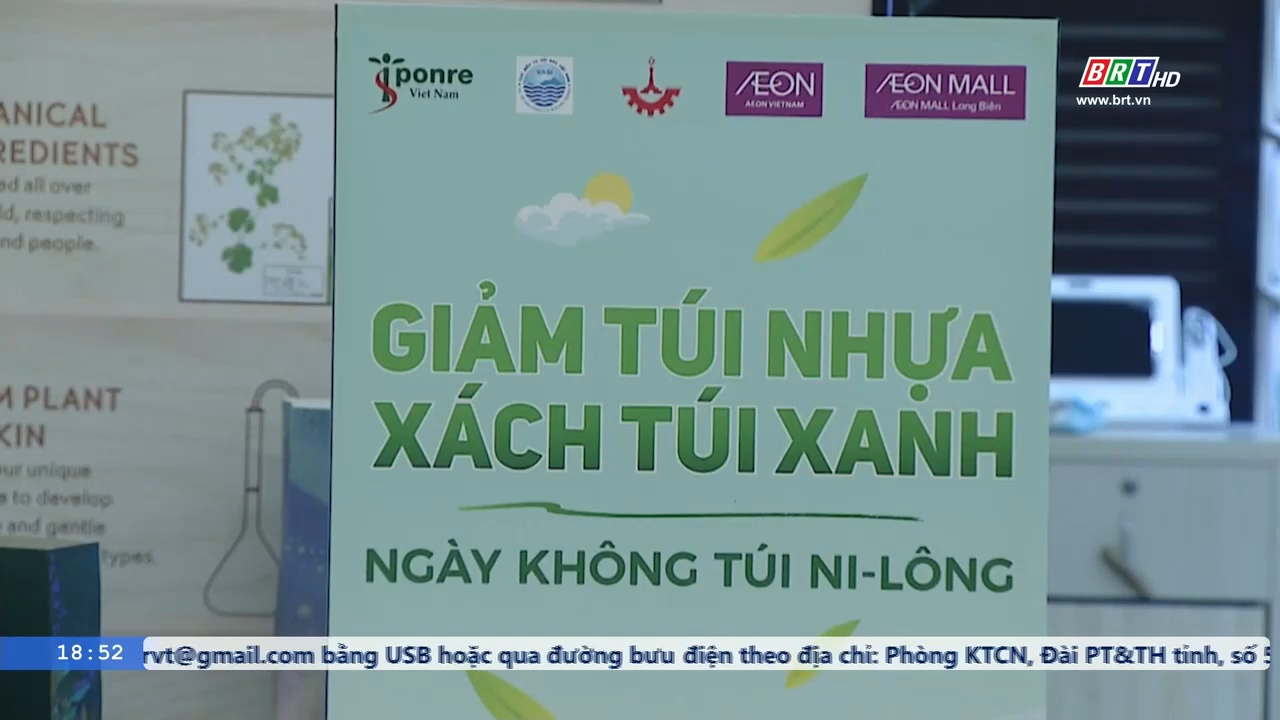 ponre
Viet Nam
ÆON
AEON VIETNAM
ÆON MALL
ÆON MALL Long Biên
BRT HD
www.brt.vn
ANICAL
REDIENTS
ed all over
ld, respecting
and people.
GIẢM TÚI NHỰA
XÁCH TÚI XANH
NGÀY KHÔNG TÚI NI-LÔNG
M PLANT
KIN
our unique
e to develop
and gentle
types.
18:52
rvt@gmail.com bằng USB hoặc qua đường bưu điện theo địa chỉ: Phòng KTCN, Đài PT&TH tỉnh, số 5